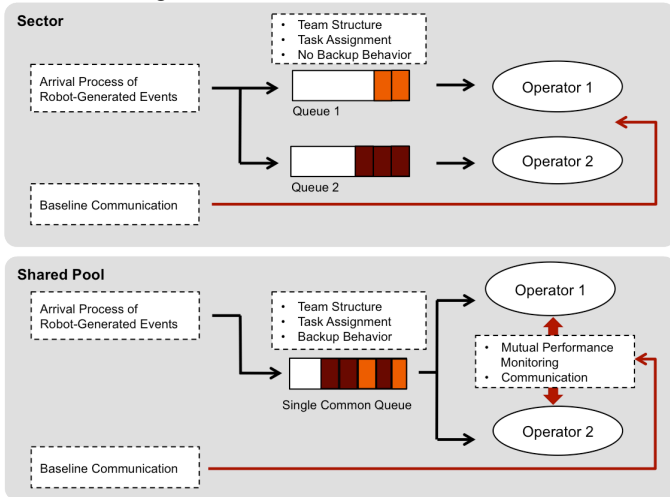 Sector
• Team Structure
• Task Assignment
• No Backup Behavior
Arrival Process of
Robot-Generated Events
Queue 1
Operator 1
Queue 2
Operator 2
Baseline Communication
Shared Pool
Arrival Process of
Robot-Generated Events
• Team Structure
• Task Assignment
• Backup Behavior
Single Common Queue
Operator 1
• Mutual Performance
Monitoring
• Communication
Operator 2
Baseline Communication